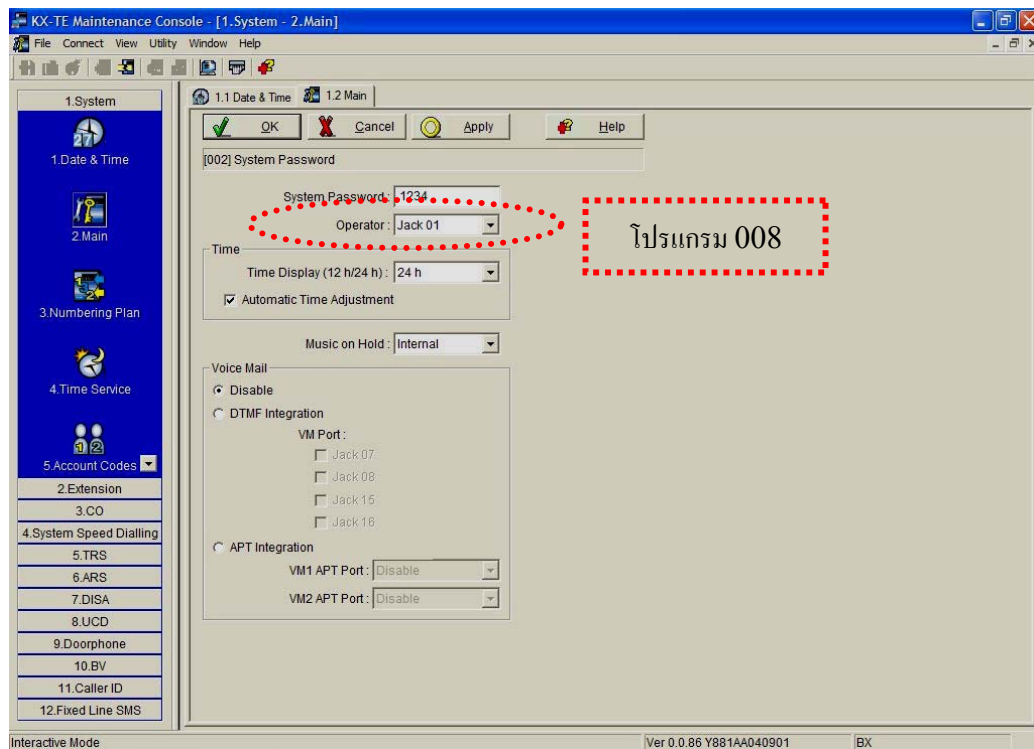 KX-TE Maintenance Console - [1.System - 2.Main]
File Connect View Utility Window Help
1.System
1.Date & Time
2.Main
3.Numbering Plan
4.Time Service
5.Account Codes
2.Extension
3.CO
4.System Speed Dialling
5.TRS
6.ARS
7.DISA
8.UCD
9.Doorphone
10.BV
11.Caller ID
12.Fixed Line SMS
1.1 Date & Time 1.2 Main
OK Cancel Apply Help
[002] System Password
System Password : 1234
Operator : Jack 01
โปรแกรม 008
Time
Time Display (12 h/24 h) : 24 h
Automatic Time Adjustment
Music on Hold : Internal
Voice Mail
Disable
DTMF Integration
VM Port :
Jack 07
Jack 08
Jack 15
Jack 16
APT Integration
VM1 APT Port : Disable
VM2 APT Port : Disable
Interactive Mode Ver 0.0.86 Y881AA040901 BX